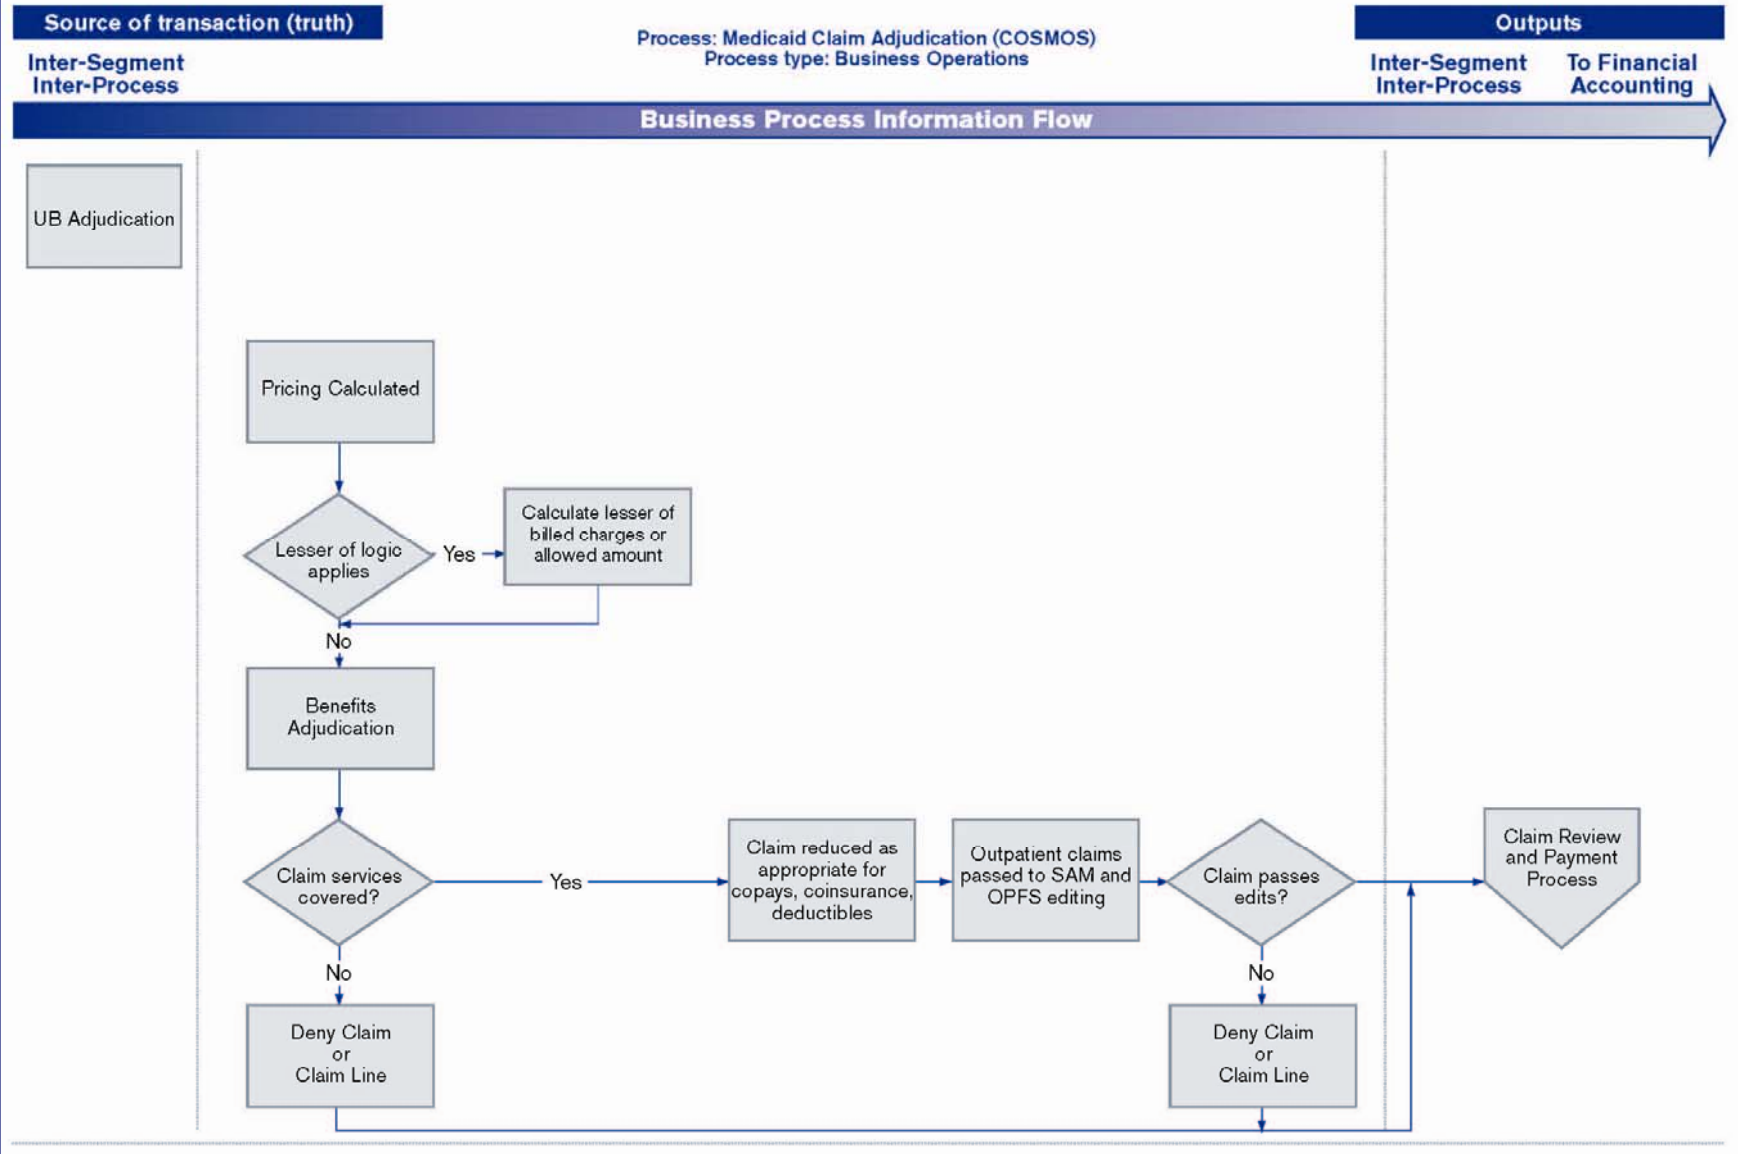 Source of transaction (truth)
Process: Medicaid Claim Adjudication (COSMOS)
Process type: Business Operations
Outputs
Inter-Segment
Inter-Process
Inter-Segment
Inter-Process
To Financial
Accounting
Business Process Information Flow
UB Adjudication
Pricing Calculated
Lesser of logic
applies
Yes
Calculate lesser of
billed charges or
allowed amount
No
Benefits
Adjudication
Claim services
covered?
Yes
Claim reduced as
appropriate for
copays, coinsurance,
deductibles
Outpatient claims
passed to SAM and
OPFS editing
Claim passes
edits?
Claim Review
and Payment
Process
No
Deny Claim
or
Claim Line
No
Deny Claim
or
Claim Line